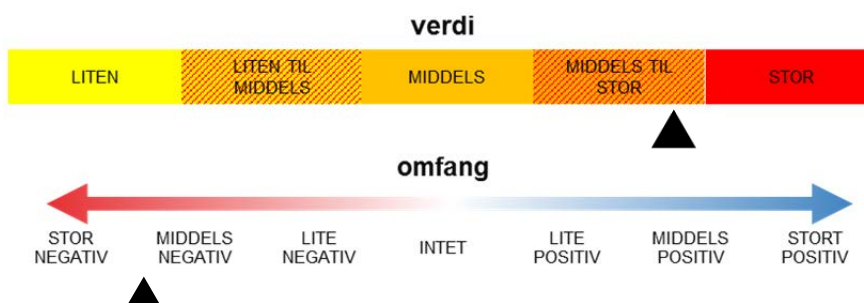 verdi
LITEN
LITEN TIL
MIDDELS
MIDDELS
MIDDELS TIL
STOR
STOR
omfang
STOR
NEGATIV
MIDDELS
NEGATIV
LITE
NEGATIV
INTET
LITE
POSITIV
MIDDELS
POSITIV
STORT
POSITIV